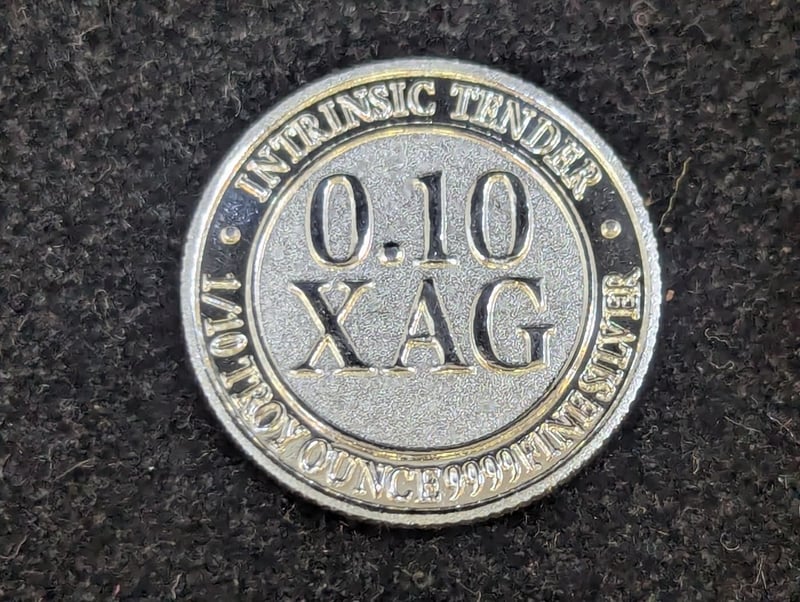 INTRINSIC TENDER
0.10
XAG
1/10 TROY OUNCE 9999 FINE SILVER